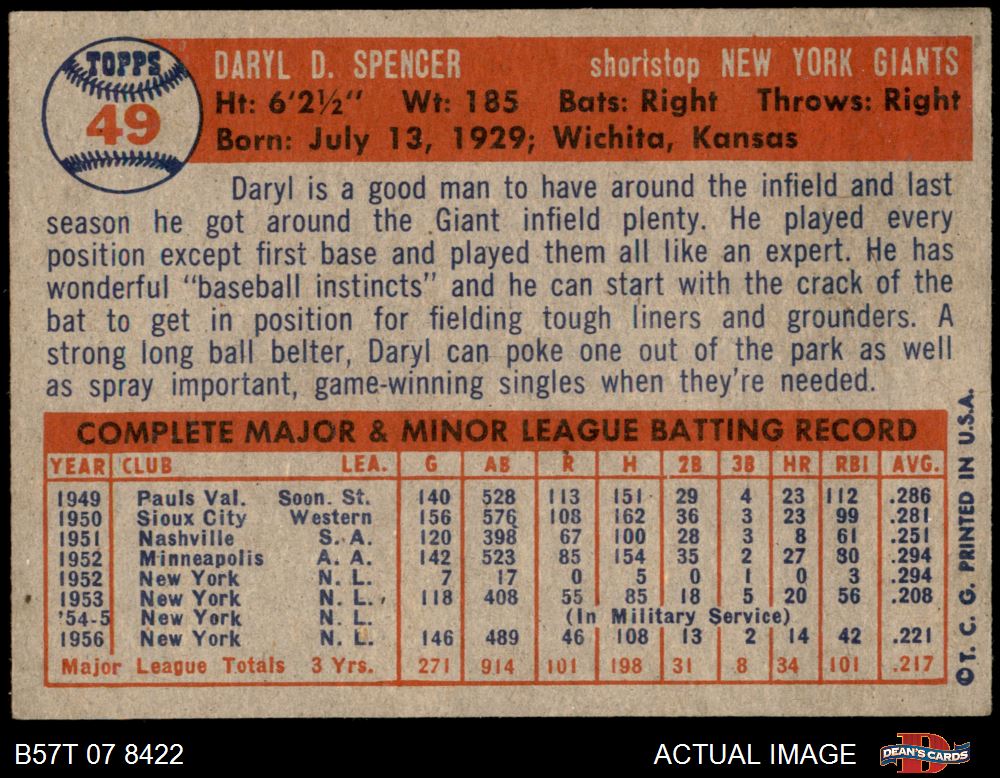 TOPPS
49
DARYL D. SPENCER shortstop NEW YORK GIANTS
Ht: 6'2½" Wt: 185 Bats: Right Throws: Right
Born: July 13, 1929; Wichita, Kansas
Daryl is a good man to have around the infield and last
season he got around the Giant infield plenty. He played every
position except first base and played them all like an expert. He has
wonderful "baseball instincts" and he can start with the crack of the
bat to get in position for fielding tough liners and grounders. A
strong long ball belter, Daryl can poke one out of the park as well
as spray important, game-winning singles when they're needed.
COMPLETE MAJOR & MINOR LEAGUE BATTING RECORD
YEAR CLUB LEA. G AB R H 2B 3B HR RBI AVG.
1949 Pauls Val. Soon. St. 140 528 113 151 29 4 23 112 .286
1950 Sioux City Western 156 576 108 162 36 3 23 99 .281
1951 Nashville S. A. 120 398 67 100 28 3 8 61 .251
1952 Minneapolis A. A. 142 523 85 154 35 2 27 80 .294
1952 New York N. L. 7 17 0 5 0 1 0 3 .294
1953 New York N. L. 118 408 55 85 18 5 20 56 .208
'54-5 New York (In Military Service)
1956 New York N. L. 146 489 46 108 13 2 14 42 .221
Major League Totals 3 Yrs. 271 914 101 198 31 8 34 101 .217
©T. C. G. PRINTED IN U.S.A.
B57T 07 8422 ACTUAL IMAGE
DEAN'S CARDS